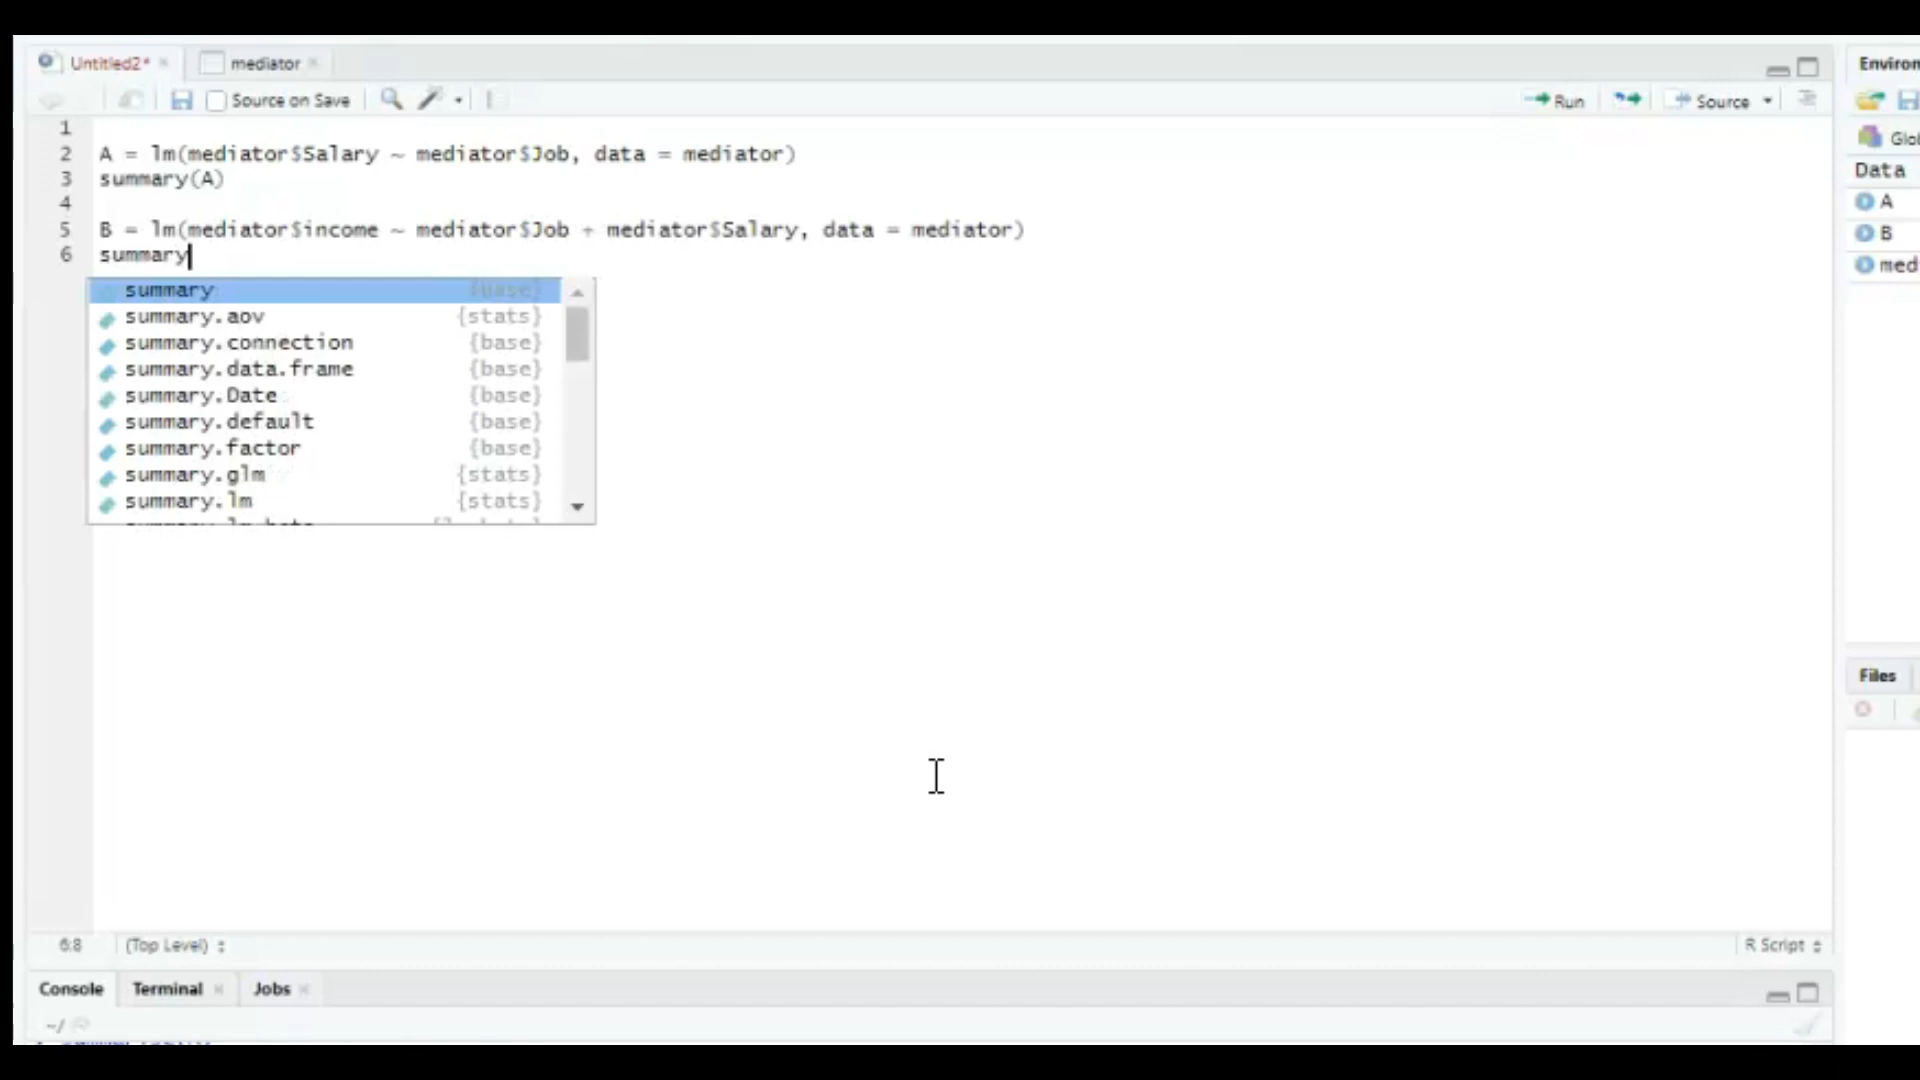 Untitled2* mediator
Source on Save Run Source
1
2 A = lm(mediator$Salary ~ mediator$Job, data = mediator)
3 summary(A)
4
5 B = lm(mediator$income ~ mediator$Job + mediator$Salary, data = mediator)
6 summary
summary {base}
summary.aov {stats}
summary.connection {base}
summary.data.frame {base}
summary.Date {base}
summary.default {base}
summary.factor {base}
summary.glm {stats}
summary.lm {stats}
6:8 (Top Level) R Script
Console Terminal Jobs
~/
Environ
Glo
Data
A
B
med
Files